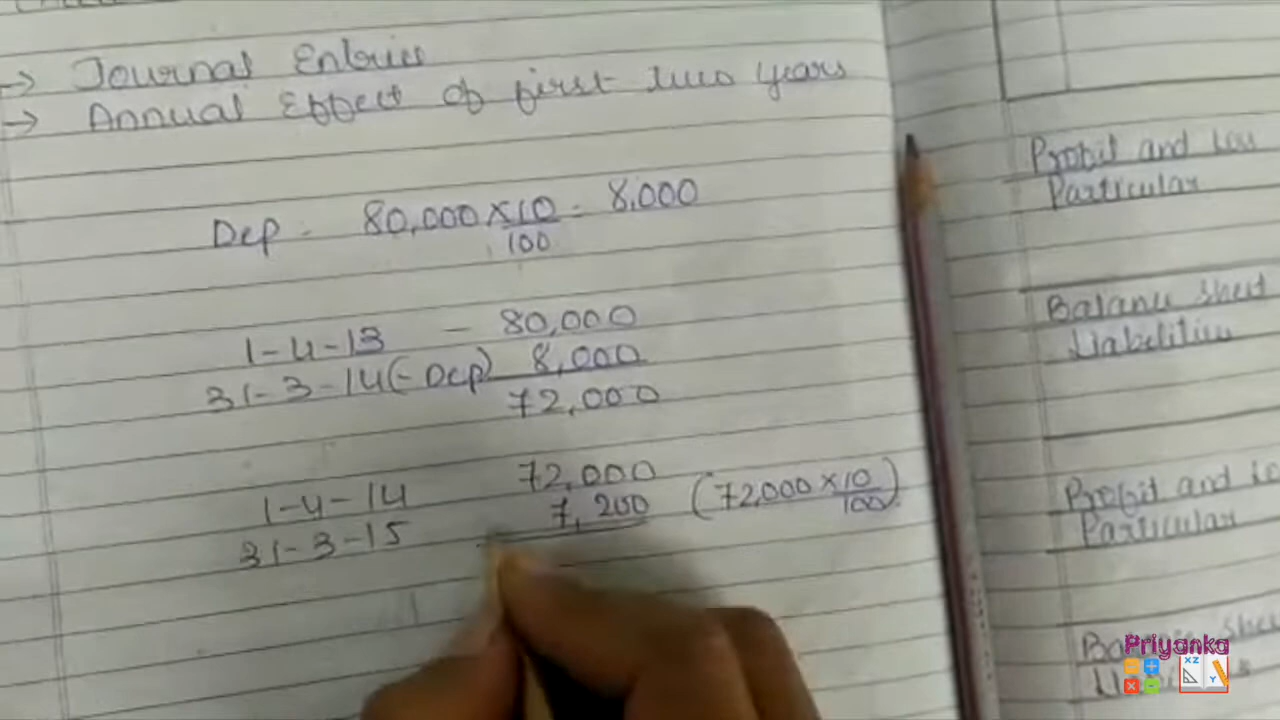 → Journal Entries
→ Annual Effect of first two years
Dep - 80,000 × 10/100 = 8,000
1-4-13 - 80,000
31-3-14 (- Dep) 8,000
72,000
1-4-14 72,000
31-3-15 7,200 (72,000 × 10/100)
Profit and Loss
Particular
Balance Sheet
Liabilities
Profit and
Particular
Priyanka